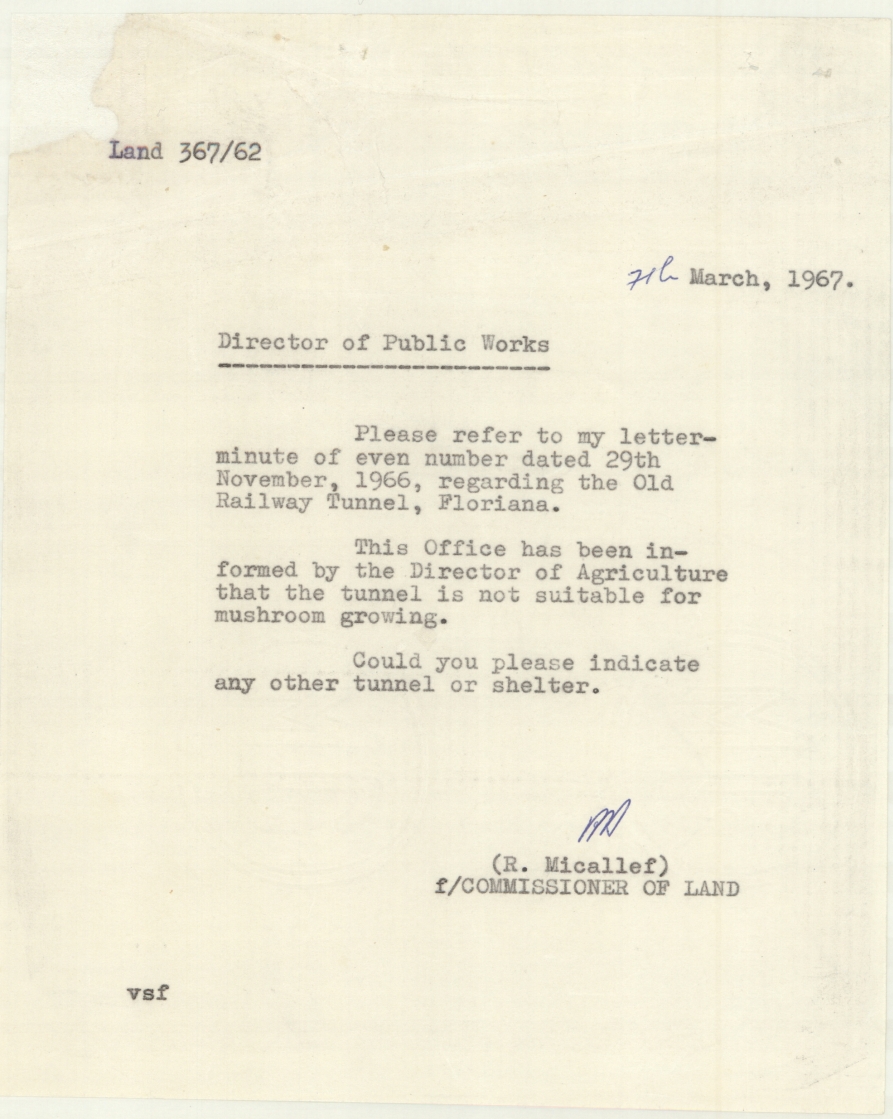 Land 367/62
7th March, 1967.
Director of Public Works
Please refer to my letter-
minute of even number dated 29th
November, 1966, regarding the Old
Railway Tunnel, Floriana.
This Office has been in-
formed by the Director of Agriculture
that the tunnel is not suitable for
mushroom growing.
Could you please indicate
any other tunnel or shelter.
(R. Micallef)
f/COMMISSIONER OF LAND
vsf